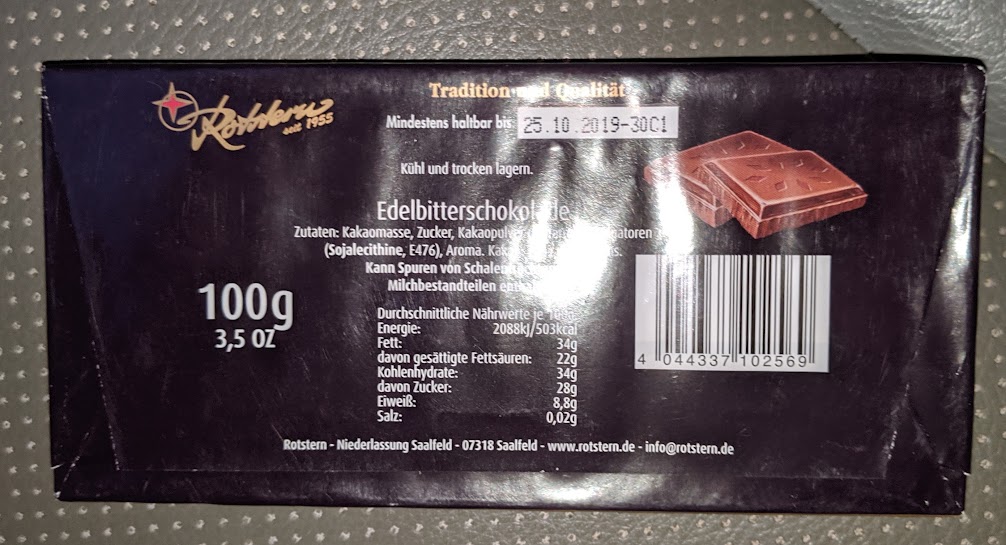 Rotstern
seit 1955
Tradition und Qualität
Mindestens haltbar bis: 25.10.2019-30C1
Kühl und trocken lagern.
Edelbitterschokolade
Zutaten: Kakaomasse, Zucker, Kakaopulver,
(Sojalecithine, E476), Aroma.
Kann Spuren von
Milchbestandteilen
100g
3,5 OZ
Durchschnittliche Nährwerte je 100g
Energie: 2088kJ/503kcal
Fett: 34g
davon gesättigte Fettsäuren: 22g
Kohlenhydrate: 34g
davon Zucker: 28g
Eiweiß: 8,8g
Salz: 0,02g
4 044337 102569
Rotstern - Niederlassung Saalfeld - 07318 Saalfeld - www.rotstern.de - info@rotstern.de